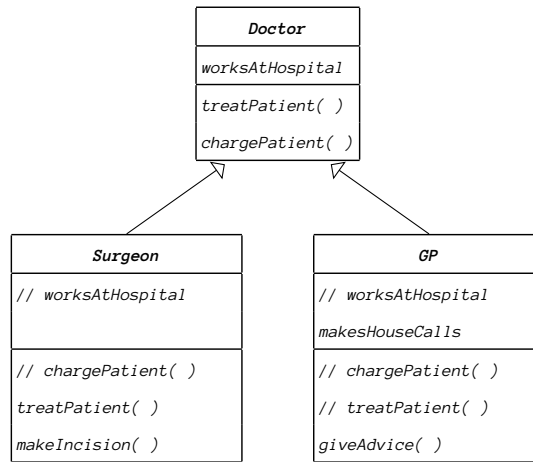 Doctor
worksAtHospital
treatPatient( )
chargePatient( )
Surgeon
// worksAtHospital
// chargePatient( )
treatPatient( )
makeIncision( )
GP
// worksAtHospital
makesHouseCalls
// chargePatient( )
// treatPatient( )
giveAdvice( )